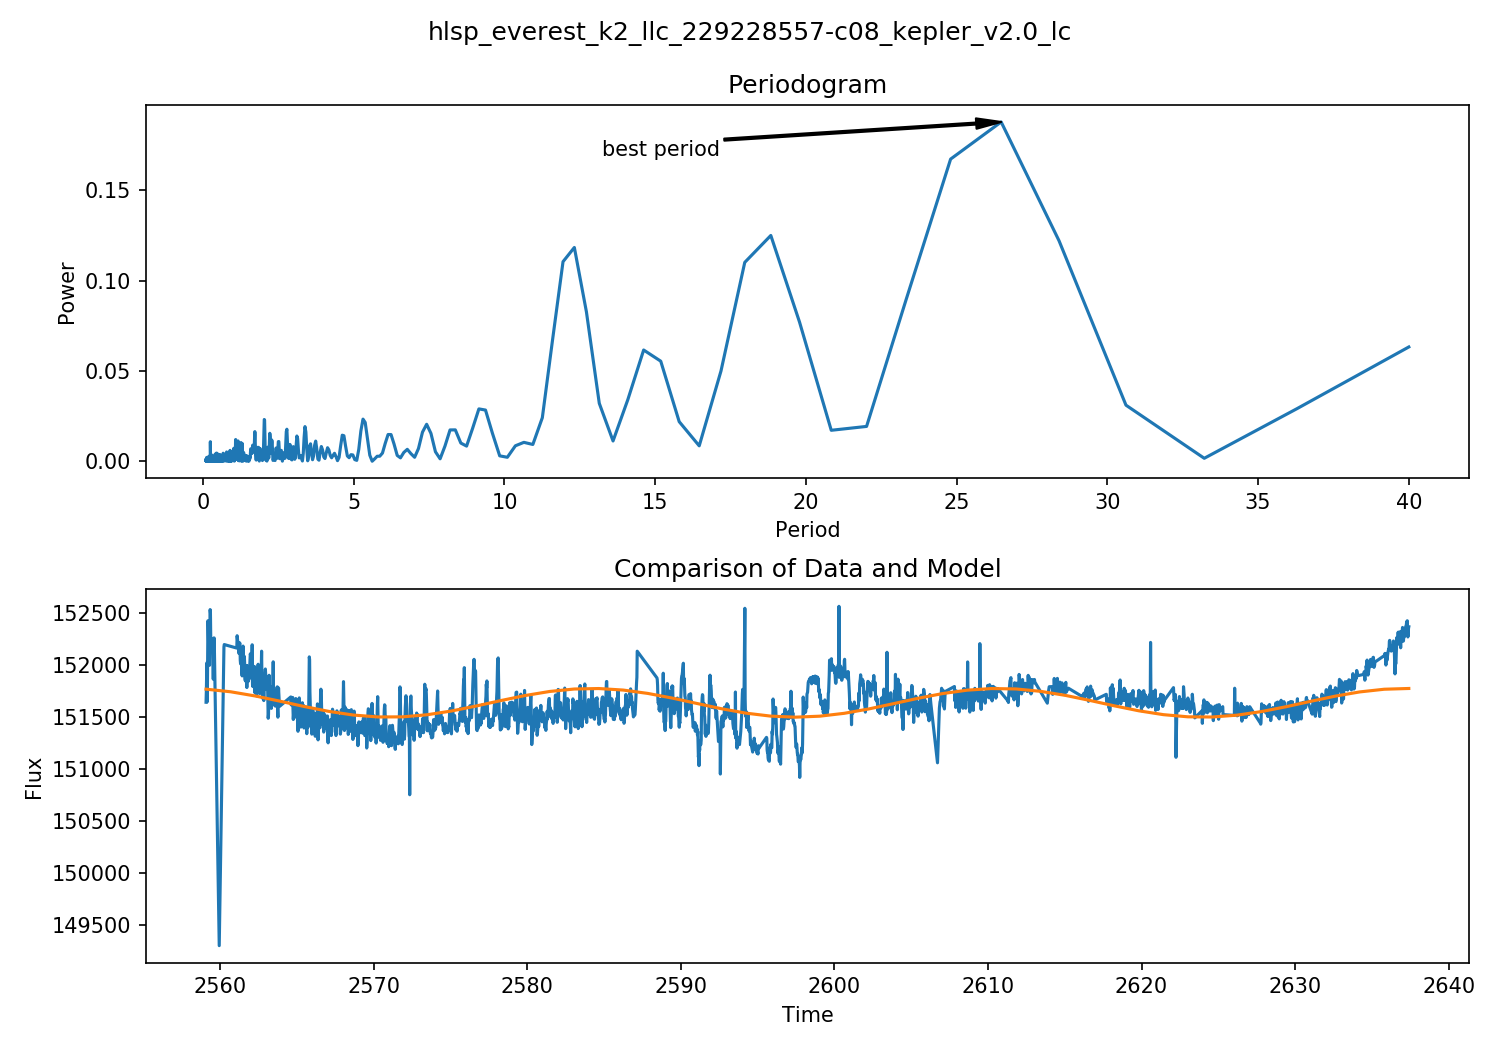 hlsp_everest_k2_llc_229228557-c08_kepler_v2.0_lc
Periodogram
best period
Power
0.15
0.10
0.05
0.00
0 5 10 15 20 25 30 35 40
Period
Comparison of Data and Model
Flux
152500
152000
151500
151000
150500
150000
149500
2560 2570 2580 2590 2600 2610 2620 2630 2640
Time